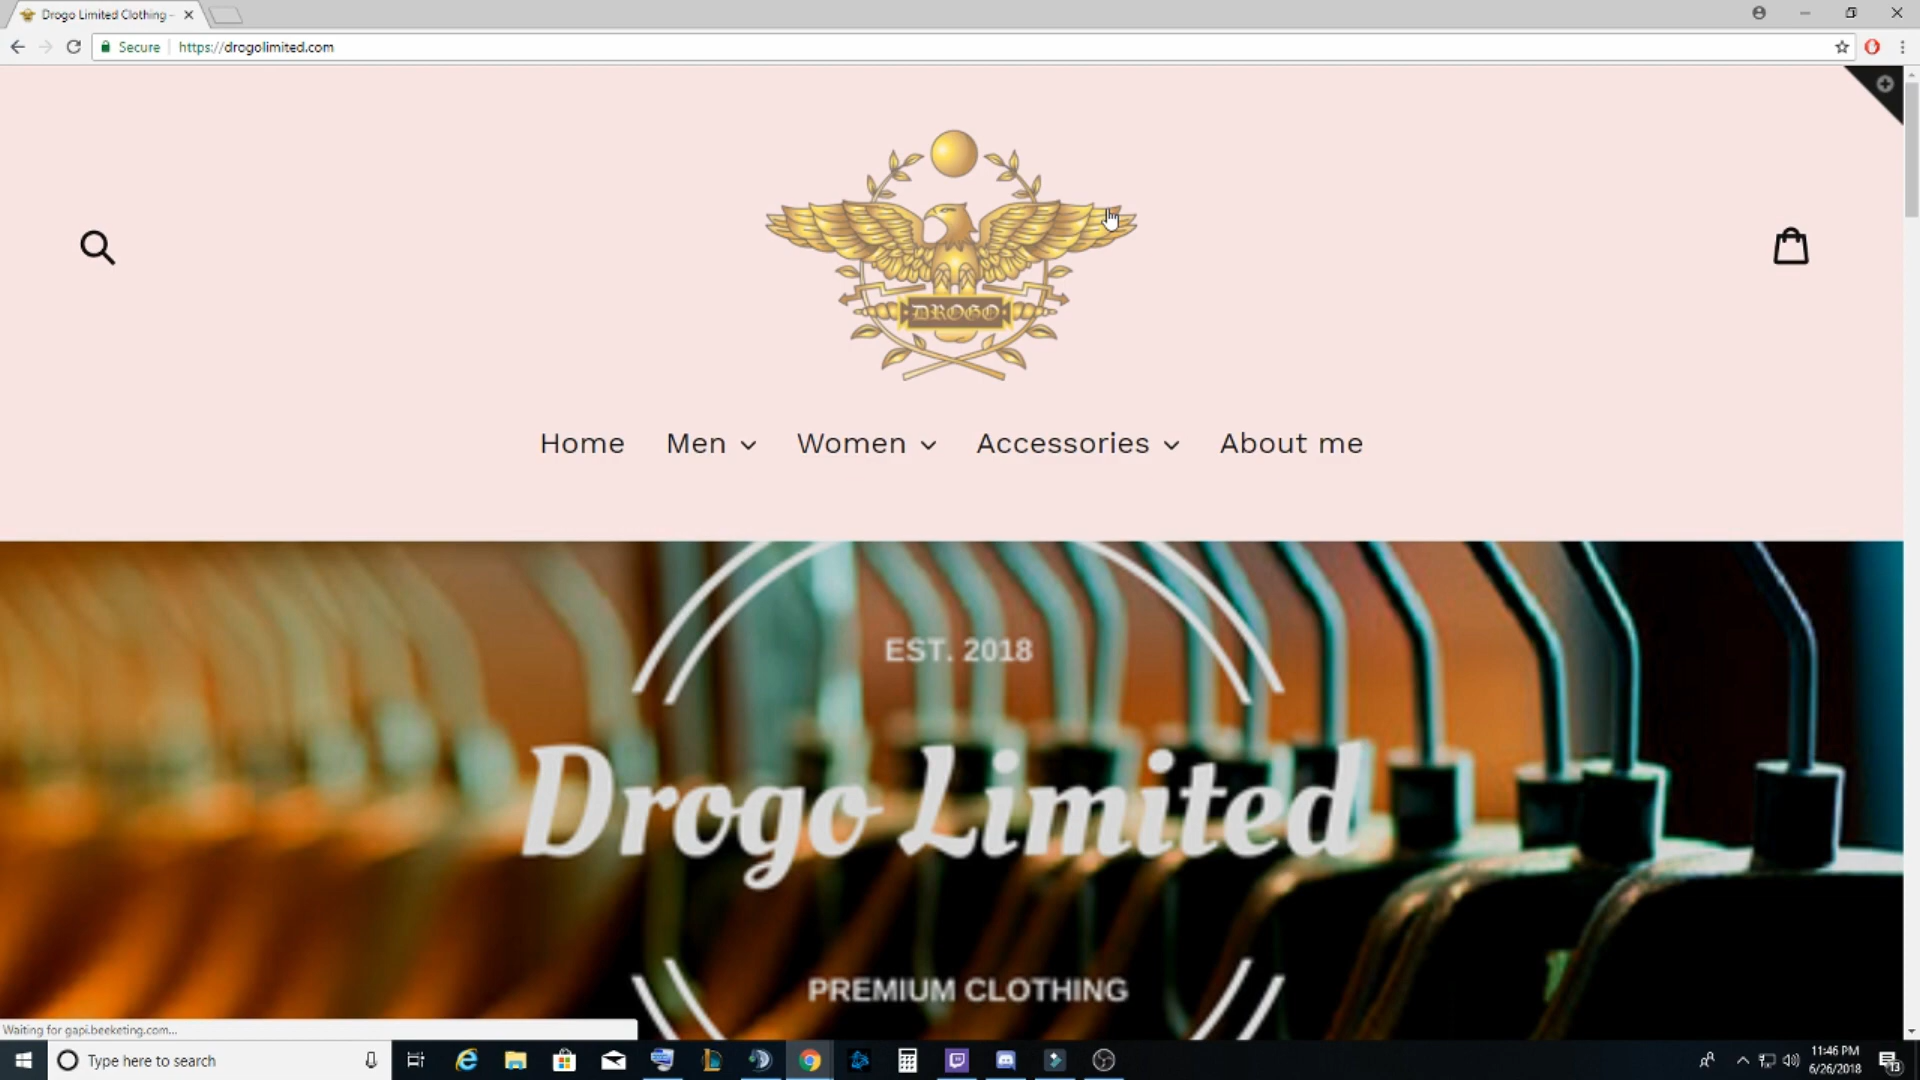 Drogo Limited Clothing –
Secure
https://drogolimited.com
DROGO
Home
Men
Women
Accessories
About me
EST. 2018
Drogo Limited
PREMIUM CLOTHING
Waiting for gapi.beeketing.com...
Type here to search
11:46 PM
6/26/2018
13